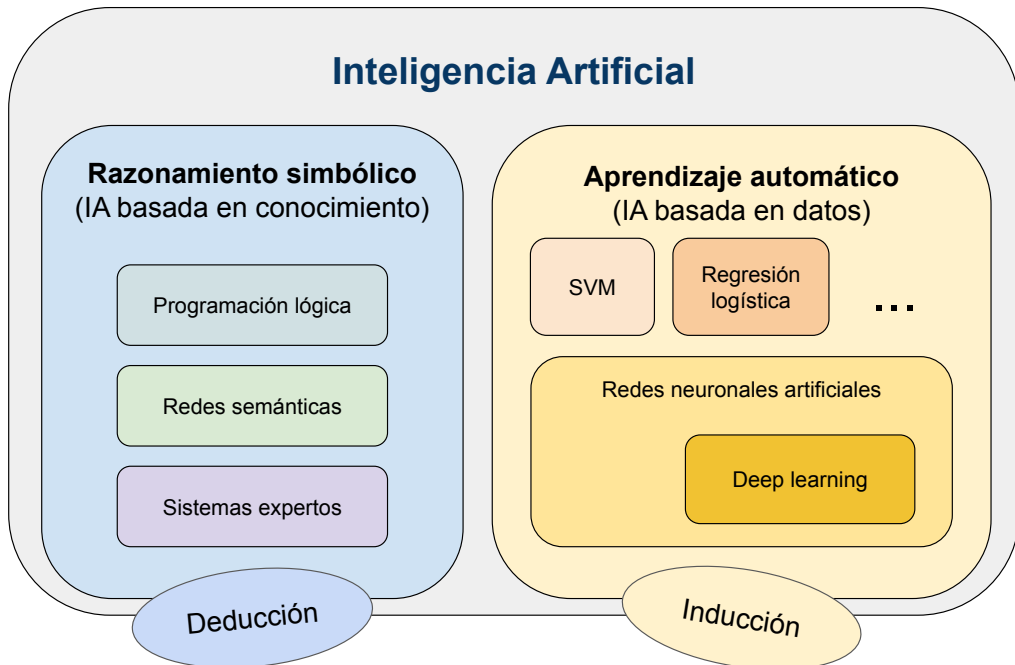 Inteligencia Artificial
Razonamiento simbólico
(IA basada en conocimiento)
Programación lógica
Redes semánticas
Sistemas expertos
Deducción
Aprendizaje automático
(IA basada en datos)
SVM
Regresión
logística
...
Redes neuronales artificiales
Deep learning
Inducción